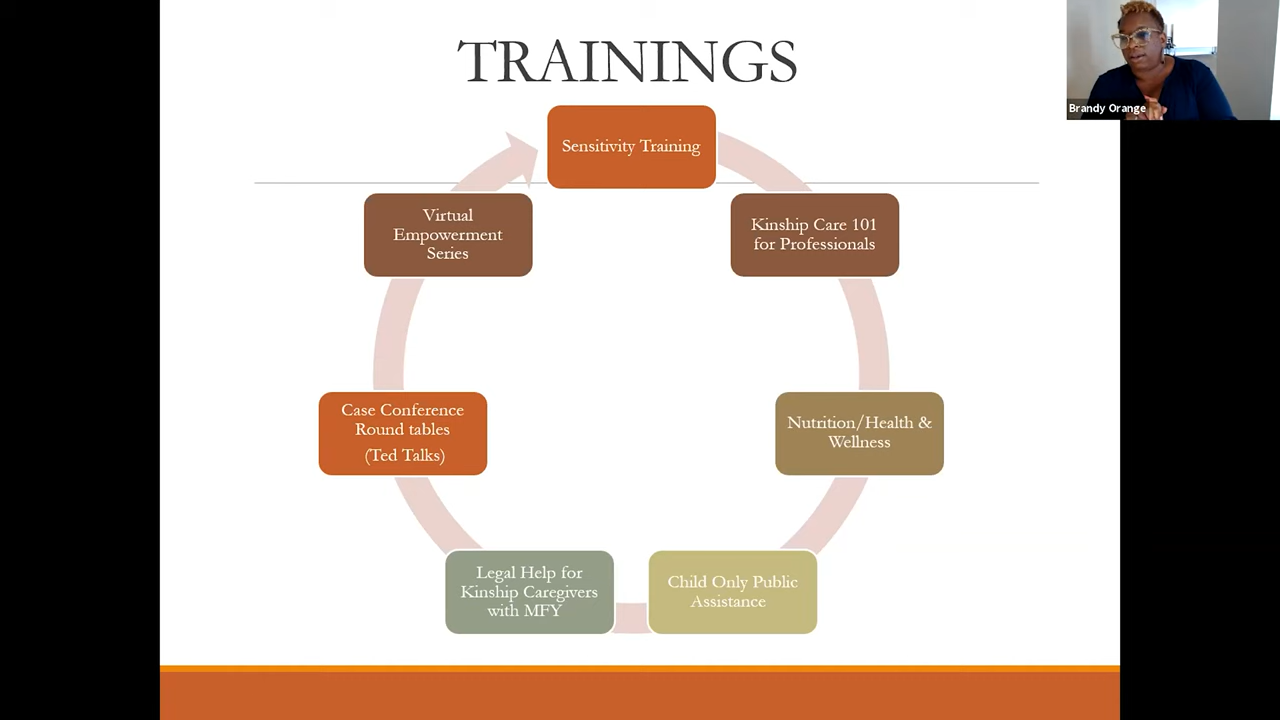 TRAININGS
Brandy Orange
Sensitivity Training
Kinship Care 101
for Professionals
Nutrition/Health &
Wellness
Child Only Public
Assistance
Legal Help for
Kinship Caregivers
with MFY
Case Conference
Round tables
(Ted Talks)
Virtual
Empowerment
Series